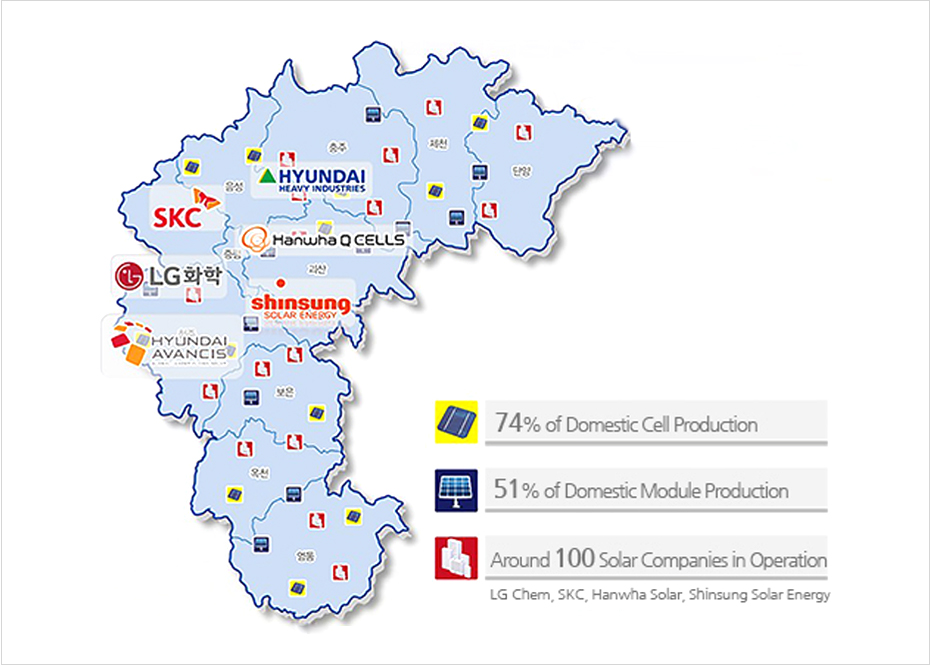 충주
제천
단양
음성
HYUNDAI
HEAVY INDUSTRIES
SKC
Hanwha Q CELLS
괴산
LG화학
shinsung
SOLAR ENERGY
HYUNDAI
AVANCIS
보은
옥천
영동
74% of Domestic Cell Production
51% of Domestic Module Production
Around 100 Solar Companies in Operation
LG Chem, SKC, Hanwha Solar, Shinsung Solar Energy